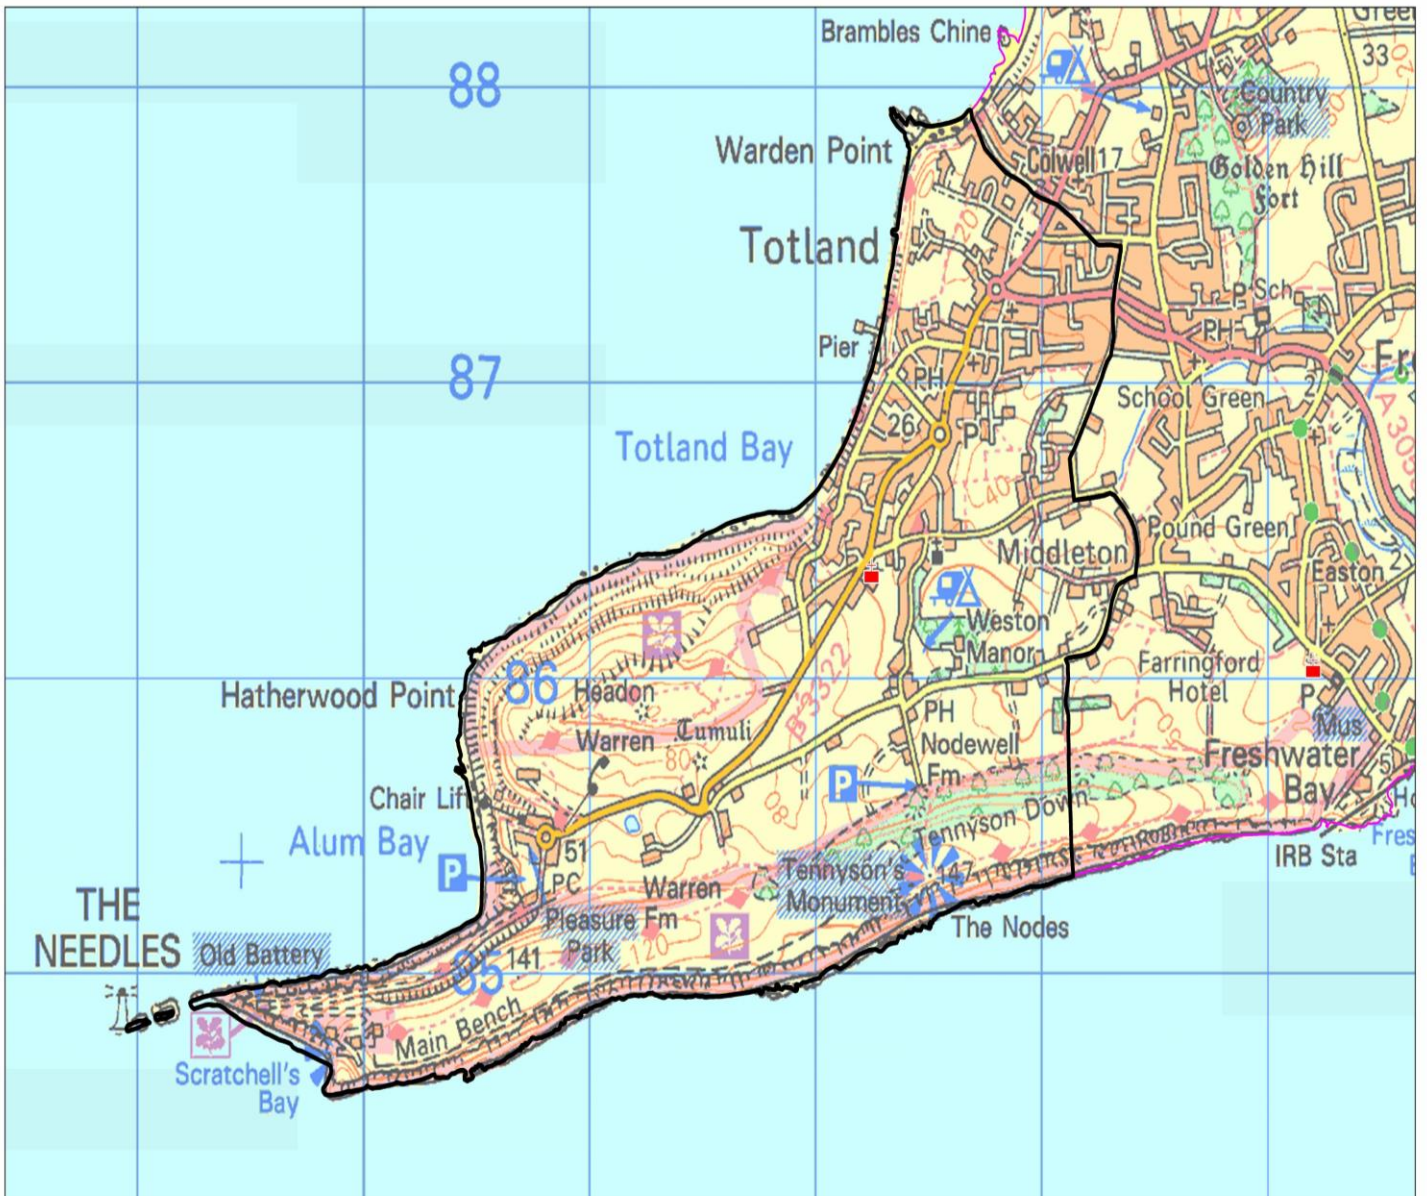 Brambles Chine
33
88
Country
Park
Warden Point
Colwell
17
Golden Hill
Fort
20
Totland
P
Sch
PH
Pier
87
PH
School Green
2
26
P
A 305
Totland Bay
40
Pound Green
Middleton
2
Easton
Weston
Manor
B 3322
Farringford
Hotel
86
Hatherwood Point
Headon
Warren
Tumuli
80
PH
P
Mus
Nodewell
Fm
Freshwater
Bay
5
Chair Lift
P
80
Tennyson Down
Alum Bay
51
P
PC
Warren
Fm
Tennyson's
Monument
147
IRB Sta
THE
NEEDLES
Old Battery
Pleasure
Park
The Nodes
141
120
85
Main Bench
Scratchell's
Bay